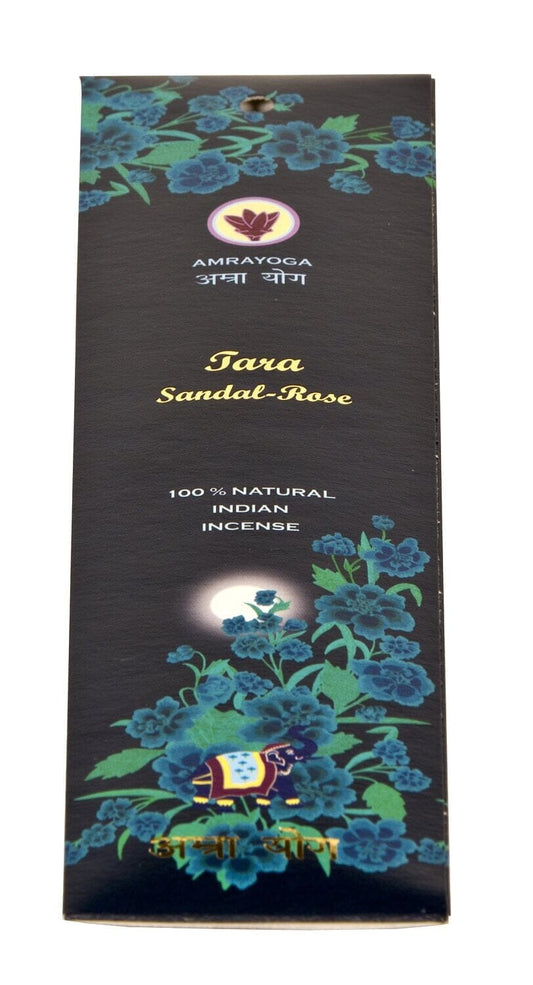 AMRAYOGA
अम्रा योग
Tara
Sandal-Rose
100 % NATURAL
INDIAN
INCENSE
अम्रा योग